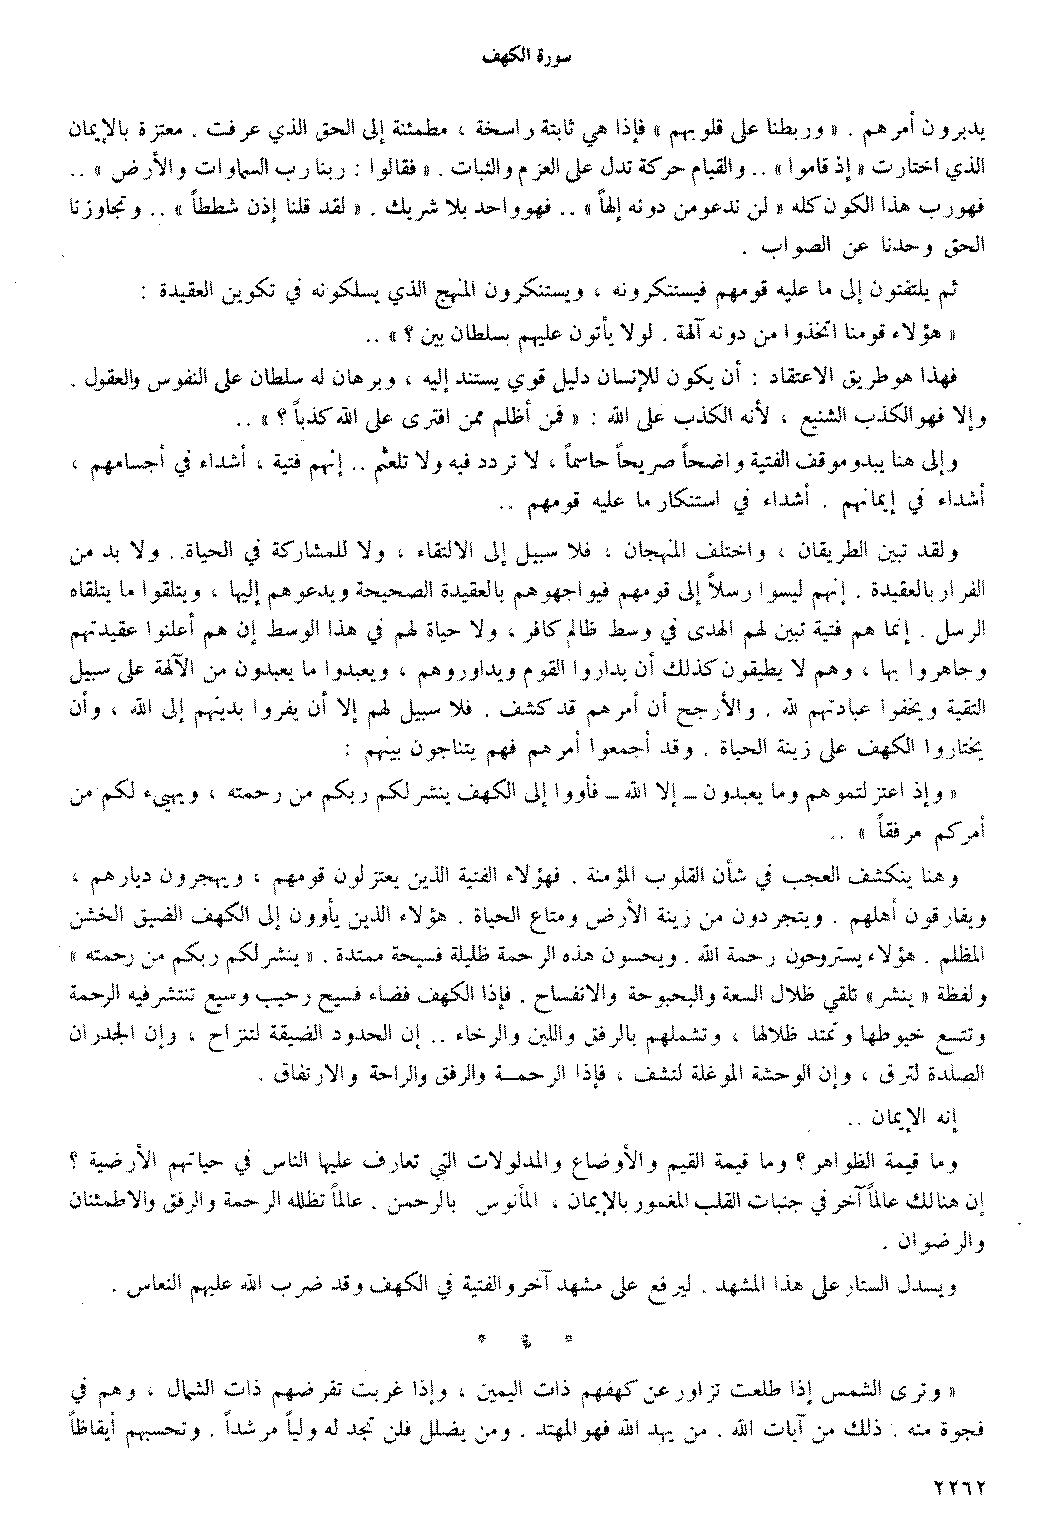 سورة الكهف
يدبرون أمرهم . « وربطنا على قلوبهم » فإذا هي ثابتة راسخة ، مطمئنة إلى الحق الذي عرفت . معتزة بالإيمان
الذي اختارت « إذ قاموا » .. والقيام حركة تدل على العزم والثبات . « فقالوا : ربنا رب السماوات والأرض » ..
فهو رب هذا الكون كله « لن ندعو من دونه إلهاً » .. فهو واحد بلا شريك . « لقد قلنا إذن شططاً » .. وتجاوزنا
الحق وحدنا عن الصواب .
ثم يلتفتون إلى ما عليه قومهم فيستنكرونه ، ويستنكرون المنهج الذي يسلكونه في تكوين العقيدة :
« هؤلاء قومنا اتخذوا من دونه آلهة . لولا يأتون عليهم بسلطان بين ؟ » ..
فهذا هو طريق الاعتقاد : أن يكون للإنسان دليل قوي يستند إليه ، وبرهان له سلطان على النفوس والعقول .
وإلا فهو الكذب الشنيع ، لأنه الكذب على الله : « فمن أظلم ممن افترى على الله كذباً ؟ » ..
وإلى هنا يبدو موقف الفتية واضحاً صريحاً حاسماً ، لا تردد فيه ولا تلعثم .. إنهم فتية ، أشداء في أجسامهم ،
أشداء في إيمانهم . أشداء في استنكار ما عليه قومهم ..
ولقد تبين الطريقان ، واختلف المنهجان ، فلا سبيل إلى الالتقاء ، ولا للمشاركة في الحياة. . ولا بد من
الفرار بالعقيدة . إنهم ليسوا رسلاً إلى قومهم فيواجهوهم بالعقيدة الصحيحة ويدعوهم إليها ، ويتلقوا ما يتلقاه
الرسل . إنما هم فتية تبين لهم الهدى في وسط ظالم كافر ، ولا حياة لهم في هذا الوسط إن هم أعلنوا عقيدتهم
وجاهروا بها ، وهم لا يطيقون كذلك أن يداروا القوم ويداوروهم ، ويعبدوا ما يعبدون من الآلهة على سبيل
التقية ويخفوا عبادتهم لله . والأرجح أن أمرهم قد كشف . فلا سبيل لهم إلا أن يفروا بدينهم إلى الله ، وأن
يختاروا الكهف على زينة الحياة . وقد أجمعوا أمرهم فهم يتناجون بينهم :
« وإذ اعتزلتموهم وما يعبدون – إلا الله – فأووا إلى الكهف ينشر لكم ربكم من رحمته ، ويهيىء لكم من
أمركم مرفقاً » ..
وهنا ينكشف العجب في شأن القلوب المؤمنة . فهؤلاء الفتية الذين يعتزلون قومهم ، ويهجرون ديارهم ،
ويفارقون أهلهم . ويتجردون من زينة الأرض ومتاع الحياة . هؤلاء الذين يأوون إلى الكهف الضيق الخشن
المظلم . هؤلاء يستروحون رحمة الله . ويحسون هذه الرحمة ظليلة فسيحة ممتدة . « ينشر لكم ربكم من رحمته »
ولفظة « ينشر » تلقي ظلال السعة والبحبوحة والانفساح . فإذا الكهف فضاء فسيح رحيب وسيع تنتشر فيه الرحمة
وتتسع خيوطها وتمتد ظلالها ، وتشملهم بالرفق واللين والرخاء .. إن الحدود الضيقة لتنزاح ، وإن الجدران
الصلدة لترق ، وإن الوحشة الموغلة لتشف ، فإذا الرحمة والرفق والراحة والارتفاق .
إنه الإيمان ..
وما قيمة الظواهر ؟ وما قيمة القيم والأوضاع والمدلولات التي تعارف عليها الناس في حياتهم الأرضية ؟
إن هنالك عالماً آخر في جنبات القلب المغمور بالإيمان ، المأنوس بالرحمن . عالماً تظلله الرحمة والرفق والاطمئنان
والرضوان .
ويسدل الستار على هذا المشهد . ليرفع على مشهد آخر والفتية في الكهف وقد ضرب الله عليهم النعاس .
* * *
« وترى الشمس إذا طلعت تزاور عن كهفهم ذات اليمين ، وإذا غربت تقرضهم ذات الشمال ، وهم في
فجوة منه . ذلك من آيات الله . من يهد الله فهو المهتد . ومن يضلل فلن تجد له ولياً مرشداً . وتحسبهم أيقاظاً
٢٢٦٢